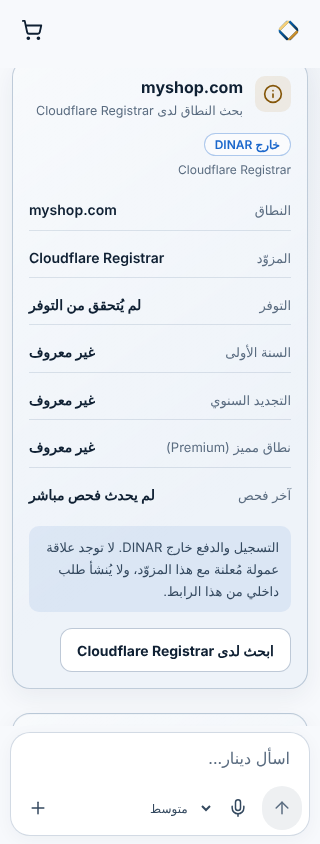 myshop.com
بحث النطاق لدى Cloudflare Registrar
خارج DINAR
Cloudflare Registrar
النطاق myshop.com
المزوّد Cloudflare Registrar
التوفر لم يُتحقق من التوفر
السنة الأولى غير معروف
التجديد السنوي غير معروف
نطاق مميز (Premium) غير معروف
آخر فحص لم يحدث فحص مباشر
التسجيل والدفع خارج DINAR. لا توجد علاقة
عمولة مُعلنة مع هذا المزوّد، ولا يُنشأ طلب
داخلي من هذا الرابط.
ابحث لدى Cloudflare Registrar
اسأل دينار...
متوسط